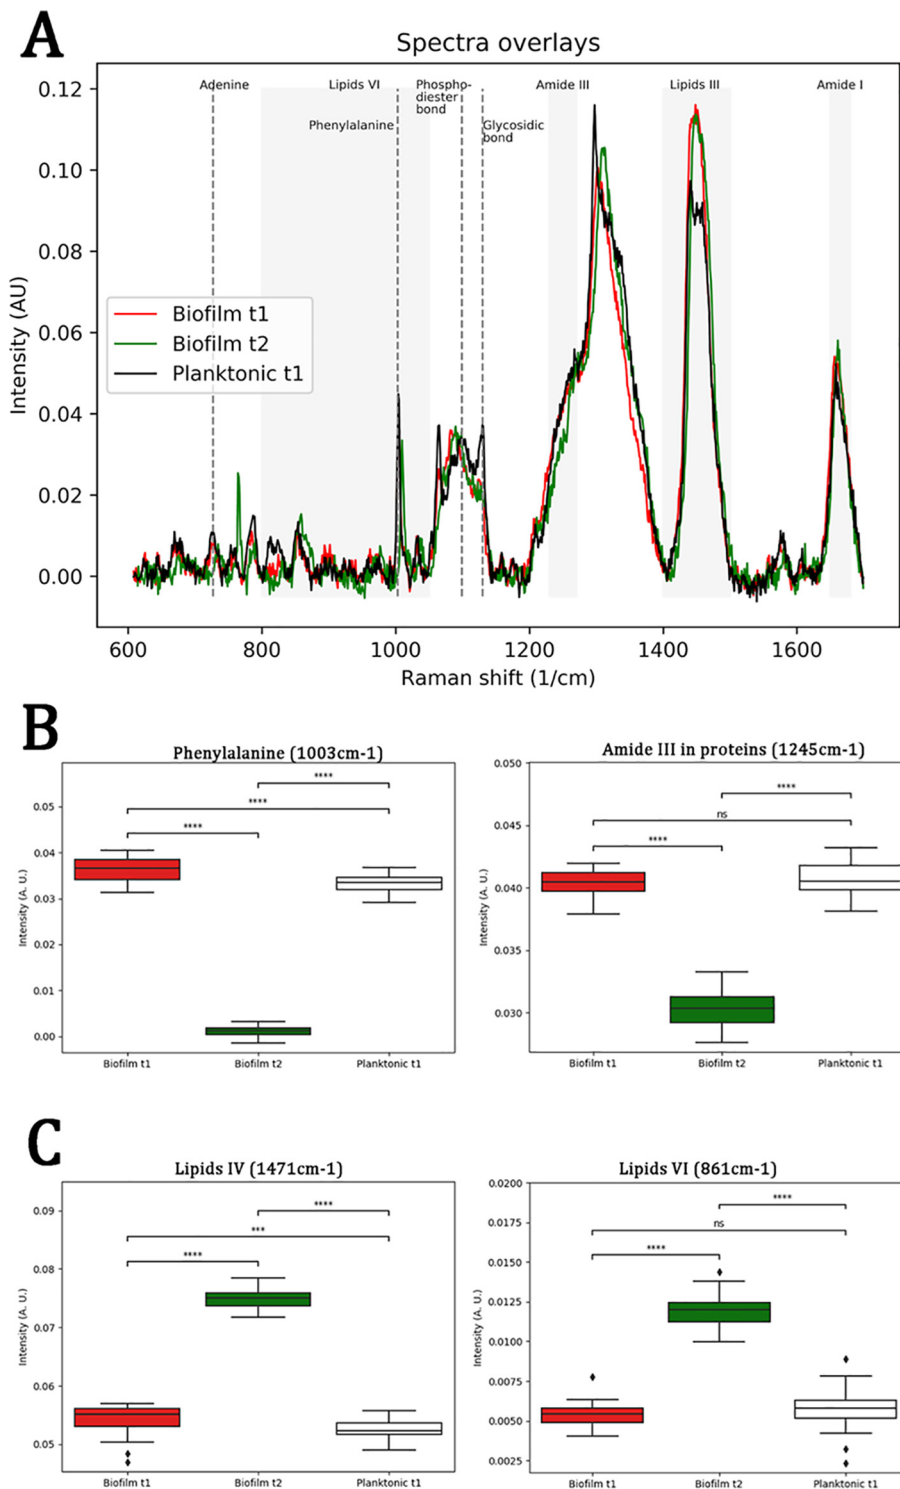 A
Spectra overlays
Adenine
Lipids VI
Phospho-
diester
bond
Amide III
Lipids III
Amide I
Phenylalanine
Glycosidic
bond
0.12
0.10
0.08
0.06
0.04
0.02
0.00
Intensity (AU)
Biofilm t1
Biofilm t2
Planktonic t1
600 800 1000 1200 1400 1600
Raman shift (1/cm)
B
Phenylalanine (1003cm-1)
0.05
0.04
0.03
0.02
0.01
0.00
Intensity (A. U.)
****
****
****
Biofilm t1 Biofilm t2 Planktonic t1
Amide III in proteins (1245cm-1)
0.050
0.045
0.040
0.035
0.030
Intensity (A. U.)
****
ns
****
Biofilm t1 Biofilm t2 Planktonic t1
C
Lipids IV (1471cm-1)
0.09
0.08
0.07
0.06
0.05
Intensity (A. U.)
****
***
****
Biofilm t1 Biofilm t2 Planktonic t1
Lipids VI (861cm-1)
0.0200
0.0175
0.0150
0.0125
0.0100
0.0075
0.0050
0.0025
Intensity (A. U.)
****
ns
****
Biofilm t1 Biofilm t2 Planktonic t1